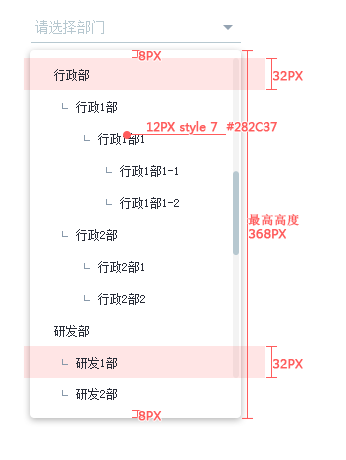 请选择部门
8PX
行政部
32PX
行政1部
12PX style 7 #282C37
行政1部1
行政1部1-1
行政1部1-2
最高高度
368PX
行政2部
行政2部1
行政2部2
研发部
研发1部
32PX
研发2部
8PX